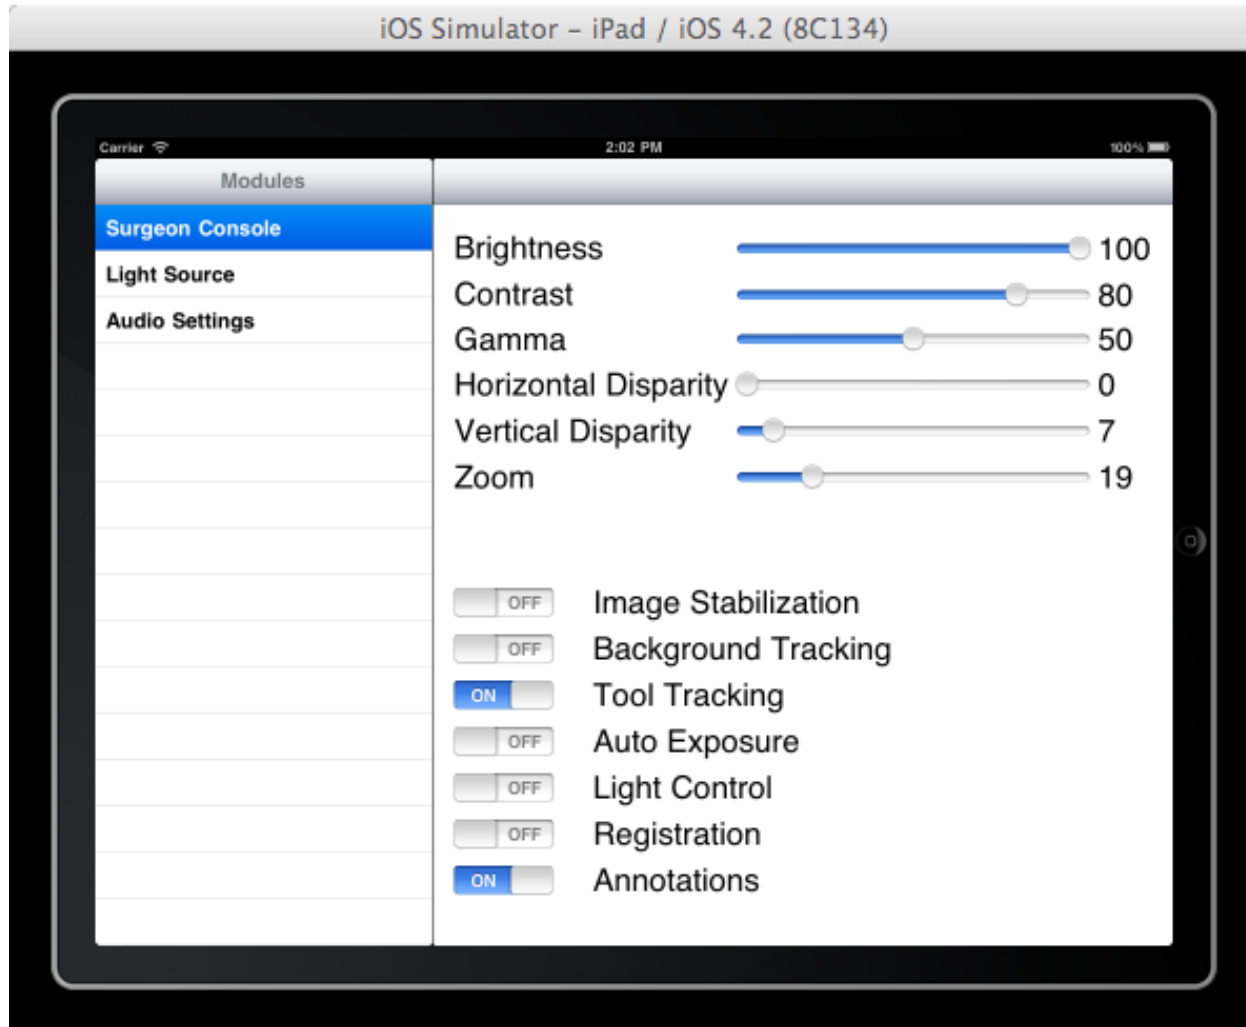 iOS Simulator – iPad / iOS 4.2 (8C134)
Carrier 2:02 PM 100%
Modules
Surgeon Console
Light Source
Audio Settings
Brightness 100
Contrast 80
Gamma 50
Horizontal Disparity 0
Vertical Disparity 7
Zoom 19
OFF Image Stabilization
OFF Background Tracking
ON Tool Tracking
OFF Auto Exposure
OFF Light Control
OFF Registration
ON Annotations